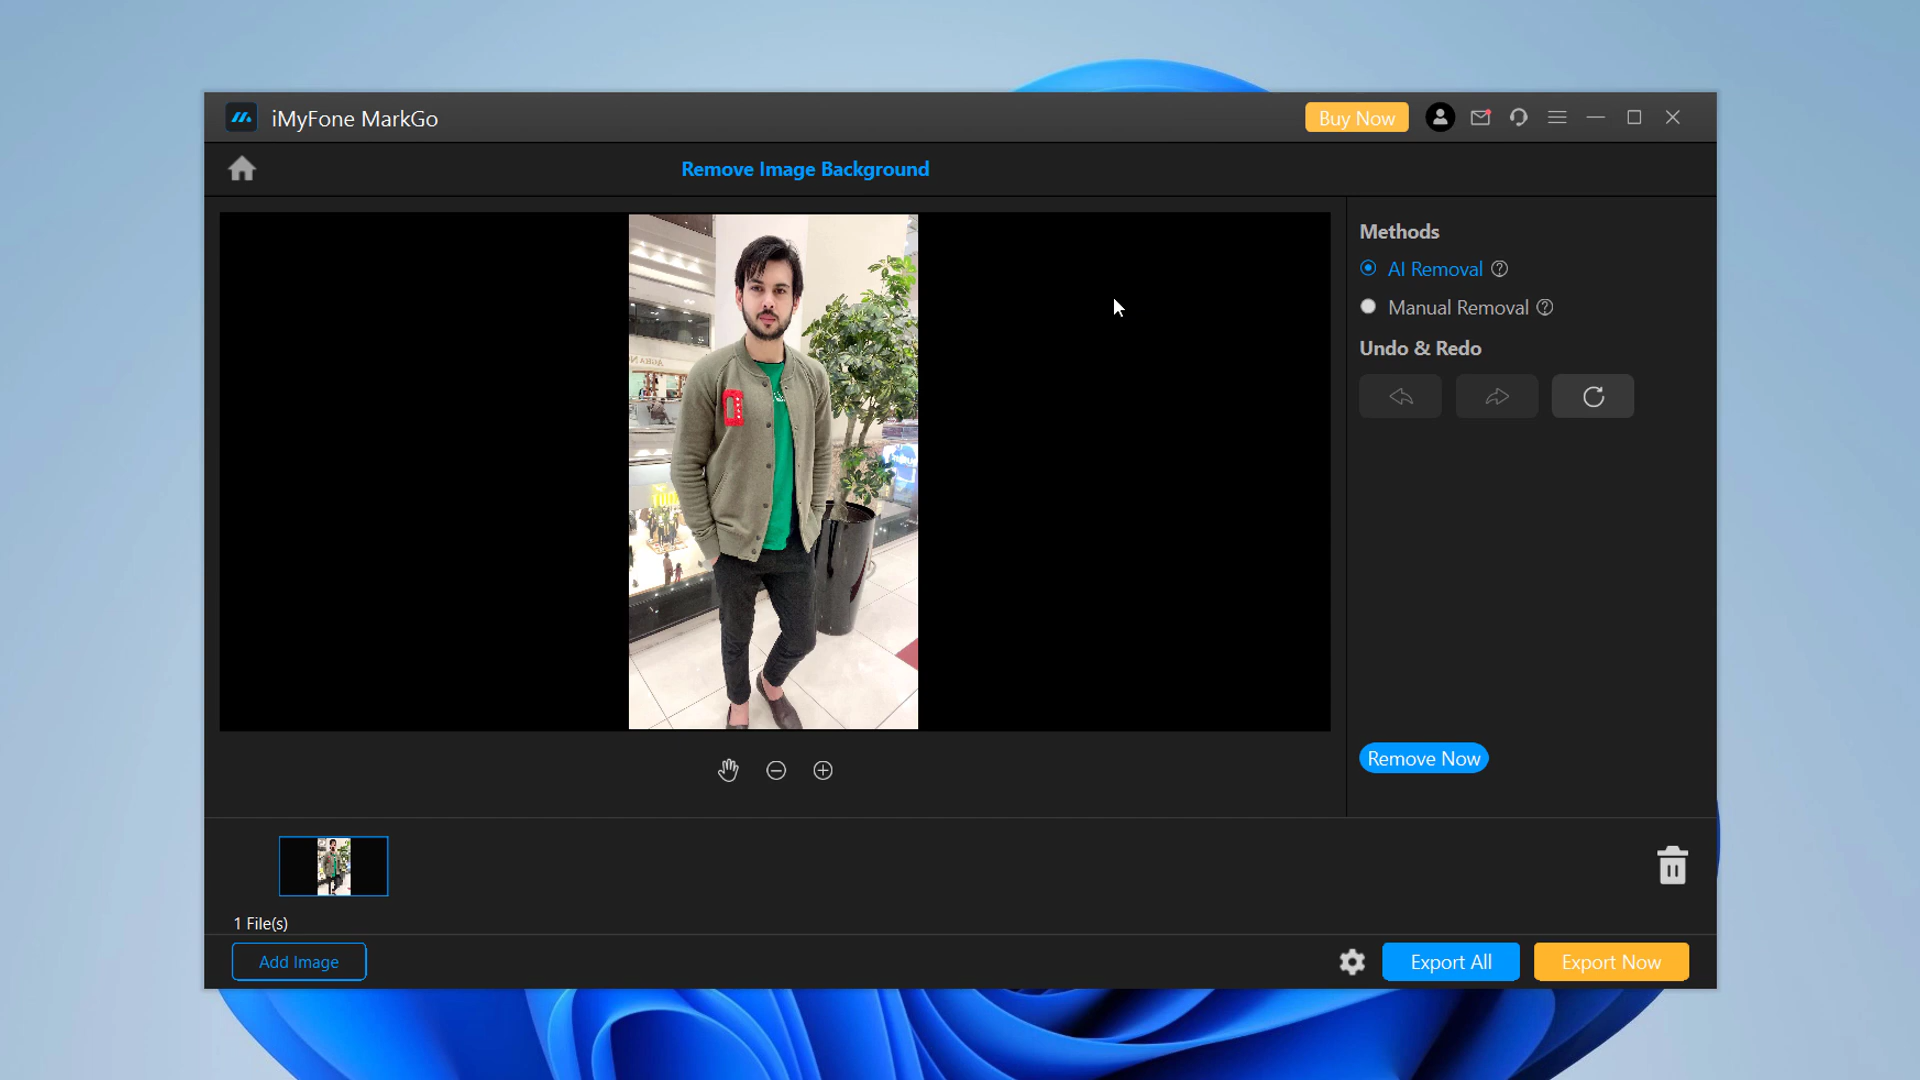 iMyFone MarkGo
Buy Now
Remove Image Background
Methods
AI Removal
Manual Removal
Undo & Redo
Remove Now
1 File(s)
Add Image
Export All
Export Now